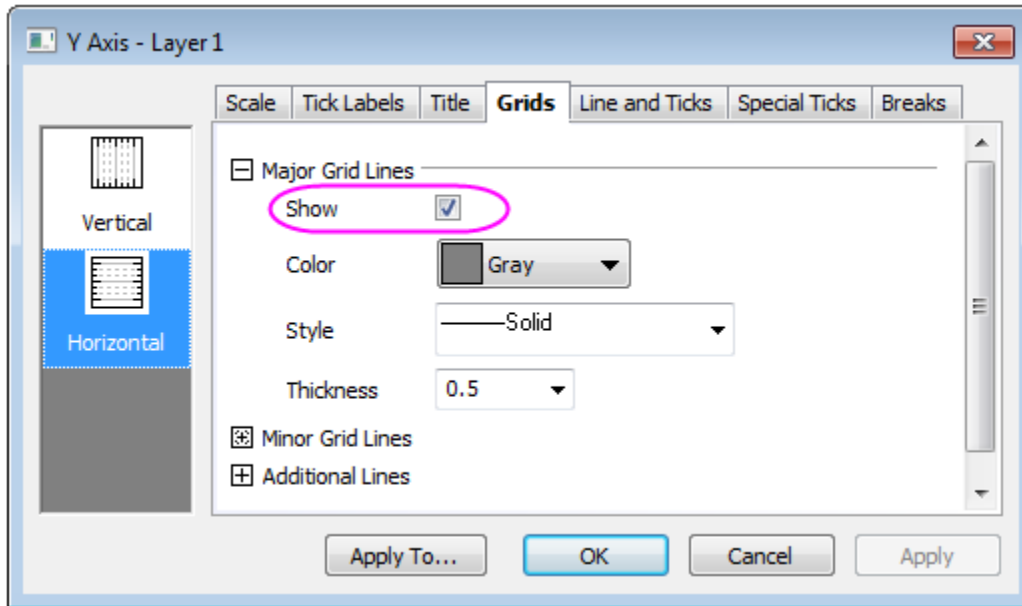 Y Axis - Layer 1
Scale Tick Labels Title Grids Line and Ticks Special Ticks Breaks
Vertical
Horizontal
Major Grid Lines
Show
Color Gray
Style Solid
Thickness 0.5
Minor Grid Lines
Additional Lines
Apply To... OK Cancel Apply